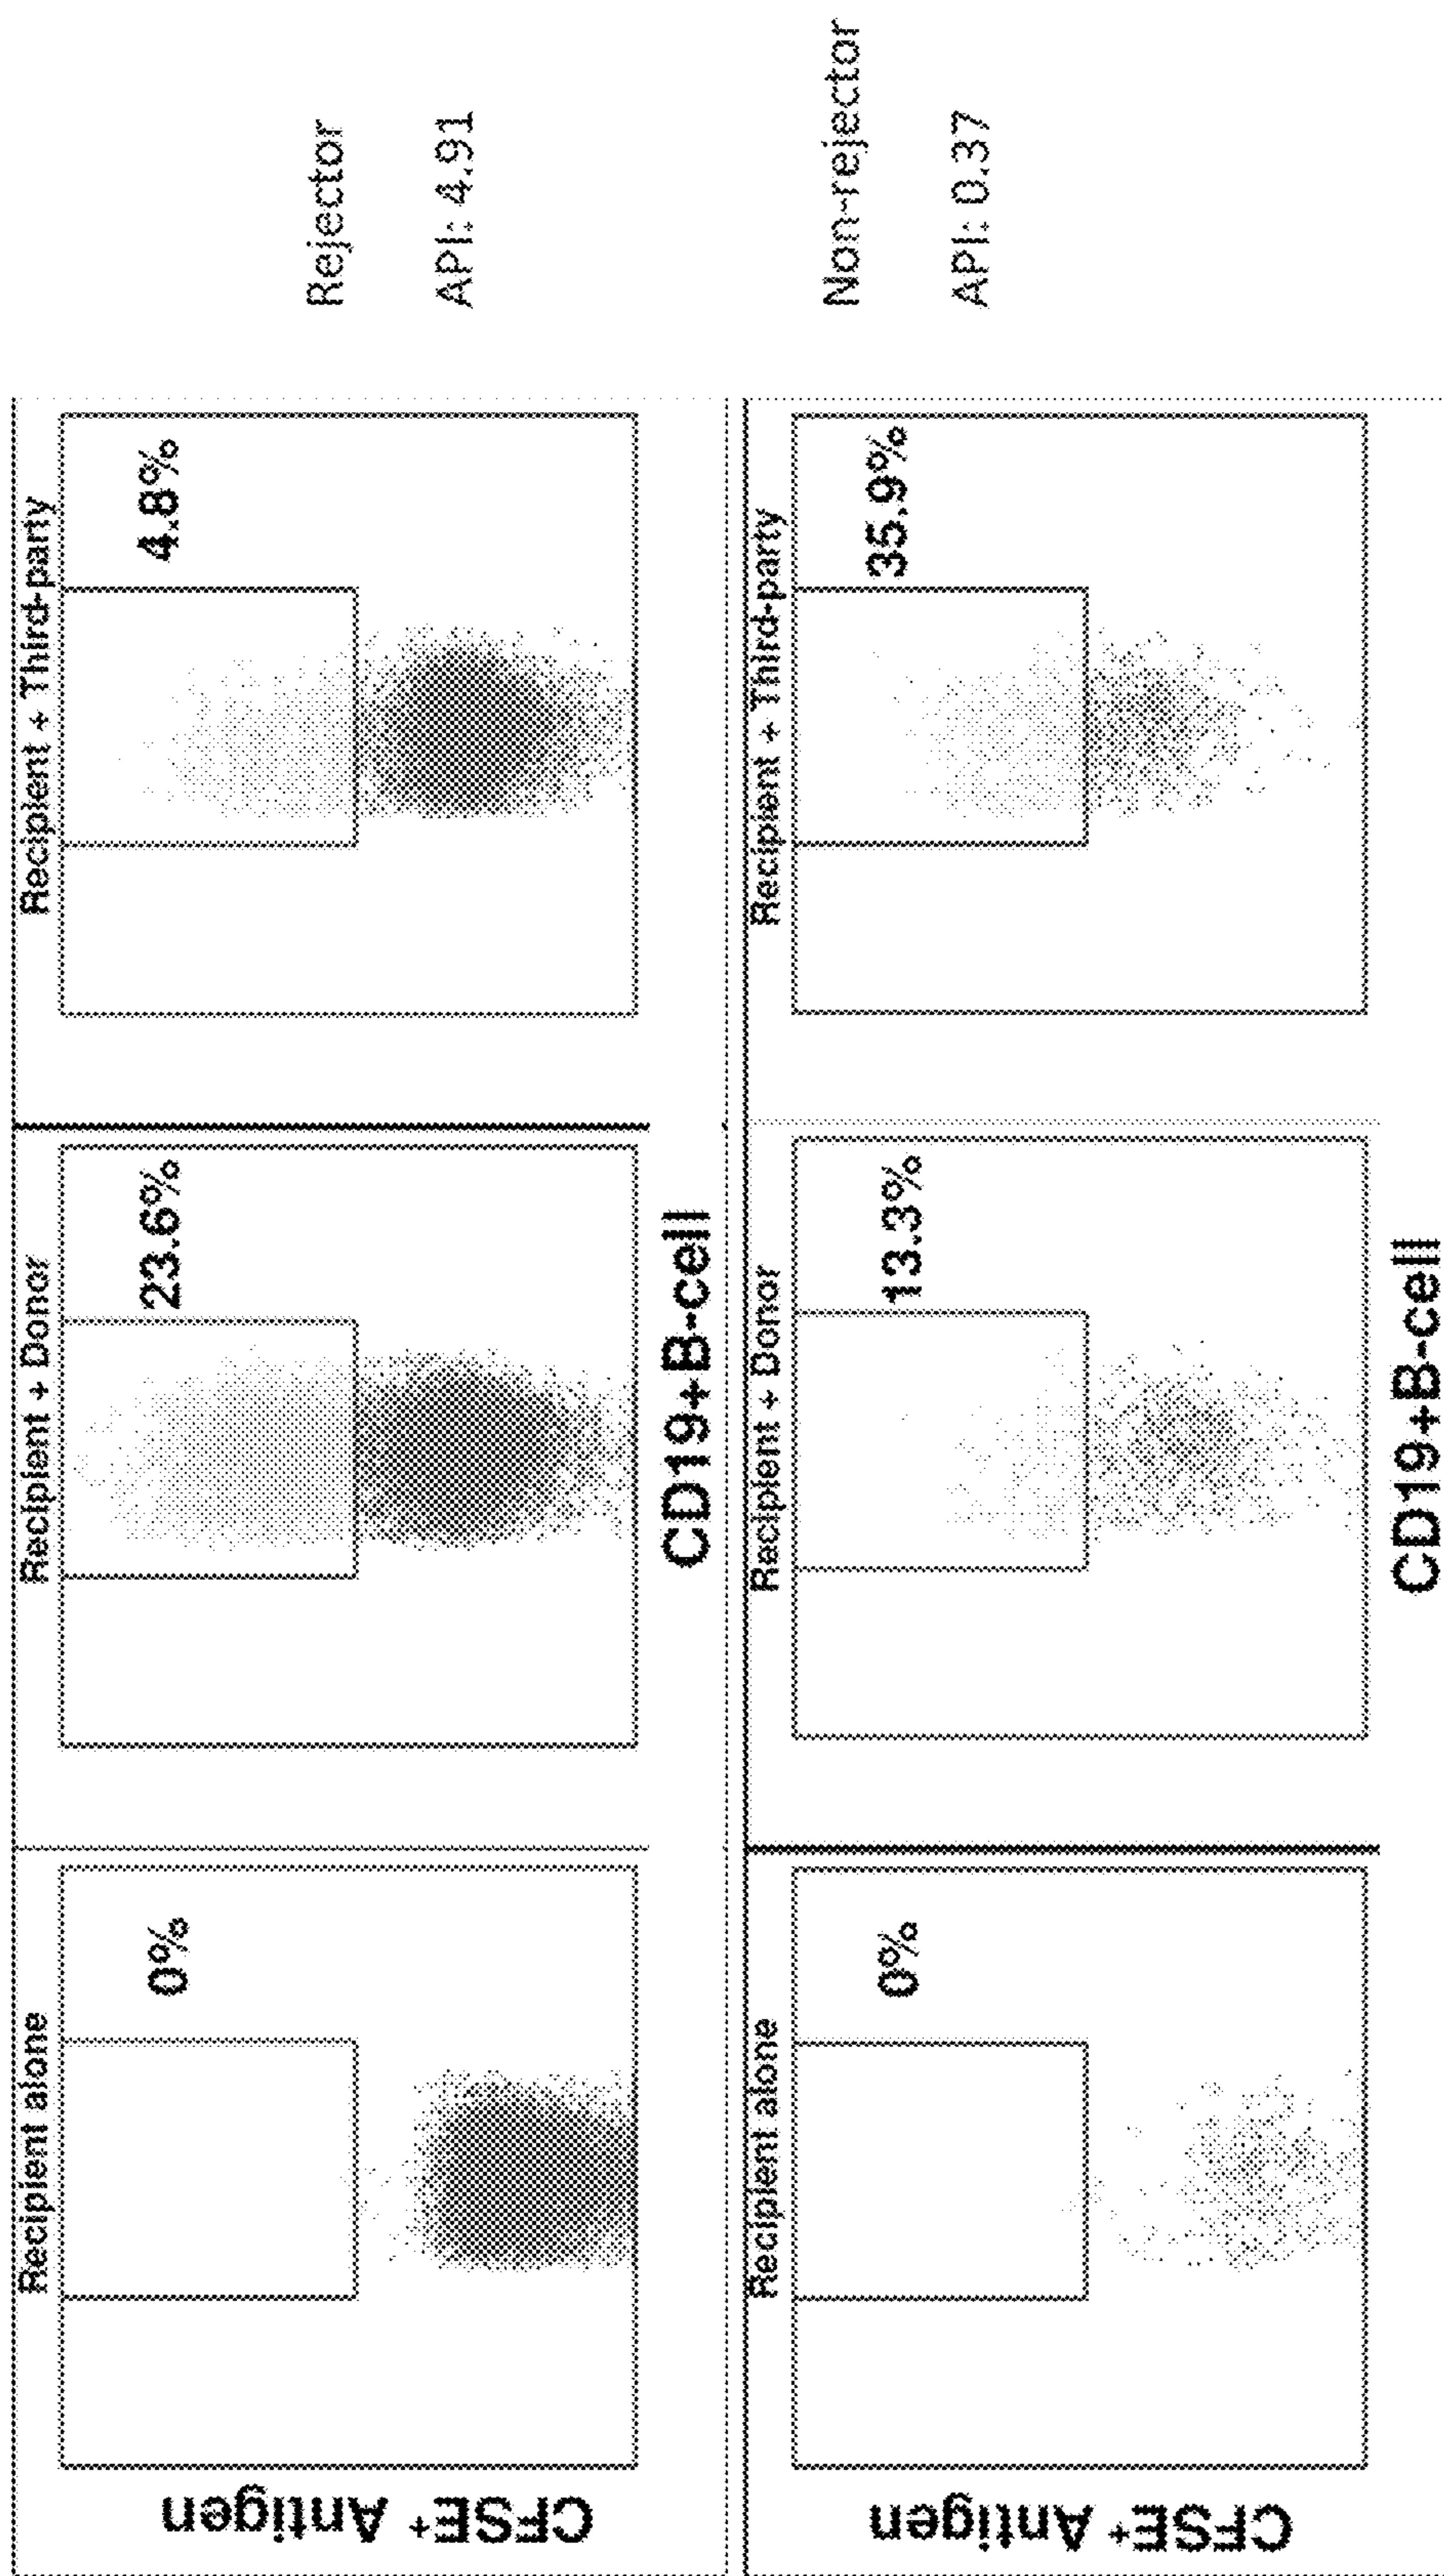 Recipient alone
Recipient + Donor
Recipient + Third-party
0%
23.6%
4.8%
Rejector
API: 4.91
CFSE+ Antigen
CD19+B-cell
Recipient alone
Recipient + Donor
Recipient + Third-party
0%
13.3%
35.9%
Non-rejector
API: 0.37
CFSE+ Antigen
CD19+B-cell